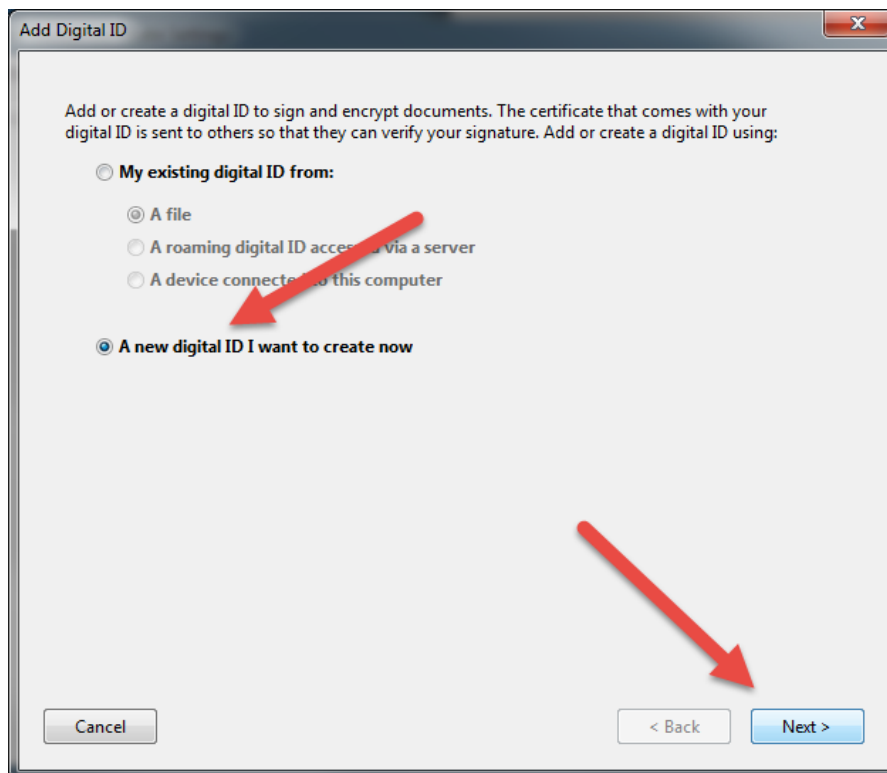 Add Digital ID
Add or create a digital ID to sign and encrypt documents. The certificate that comes with your
digital ID is sent to others so that they can verify your signature. Add or create a digital ID using:
My existing digital ID from:
A file
A roaming digital ID accessed via a server
A device connected to this computer
A new digital ID I want to create now
Cancel
< Back
Next >